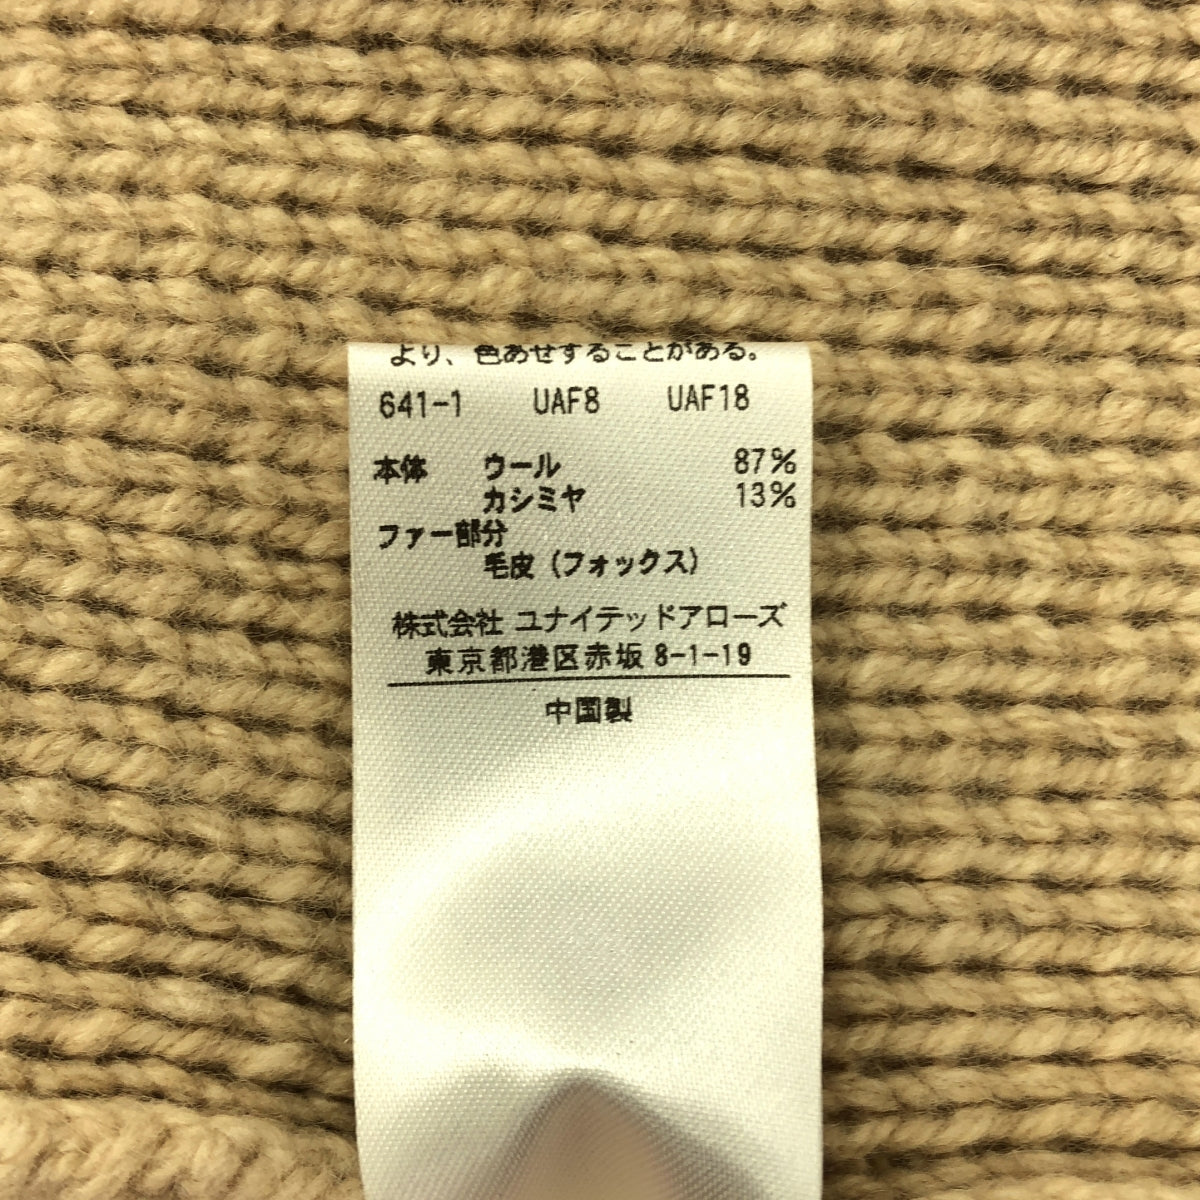 より、色あせすることがある。
641-1 UAF8 UAF18
本体 ウール 87%
カシミヤ 13%
ファー部分
毛皮（フォックス）
株式会社 ユナイテッドアローズ
東京都港区赤坂 8-1-19
中国製